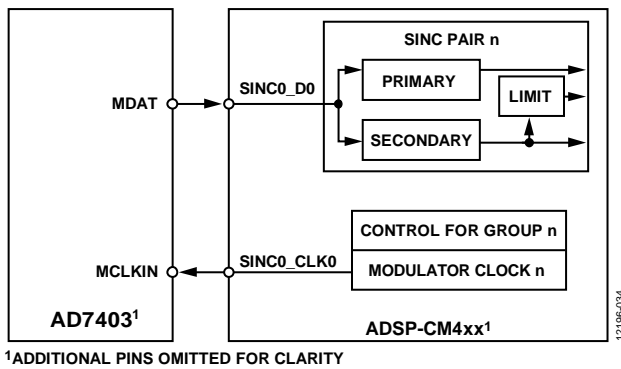 SINC PAIR n
SINC0_D0
PRIMARY
MDAT
LIMIT
SECONDARY
CONTROL FOR GROUP n
SINC0_CLK0
MCLKIN
MODULATOR CLOCK n
AD7403¹
ADSP-CM4xx¹
12196-034
¹ADDITIONAL PINS OMITTED FOR CLARITY